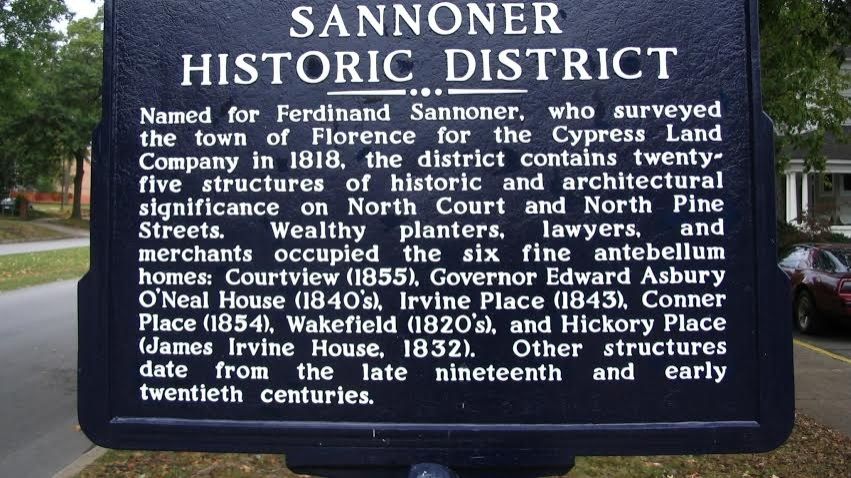 SANNONER
HISTORIC DISTRICT
Named for Ferdinand Sannoner, who surveyed
the town of Florence for the Cypress Land
Company in 1818, the district contains twenty-
five structures of historic and architectural
significance on North Court and North Pine
Streets. Wealthy planters, lawyers, and
merchants occupied the six fine antebellum
homes: Courtview (1855), Governor Edward Asbury
O'Neal House (1840's), Irvine Place (1843), Conner
Place (1854), Wakefield (1820's), and Hickory Place
(James Irvine House, 1832). Other structures
date from the late nineteenth and early
twentieth centuries.